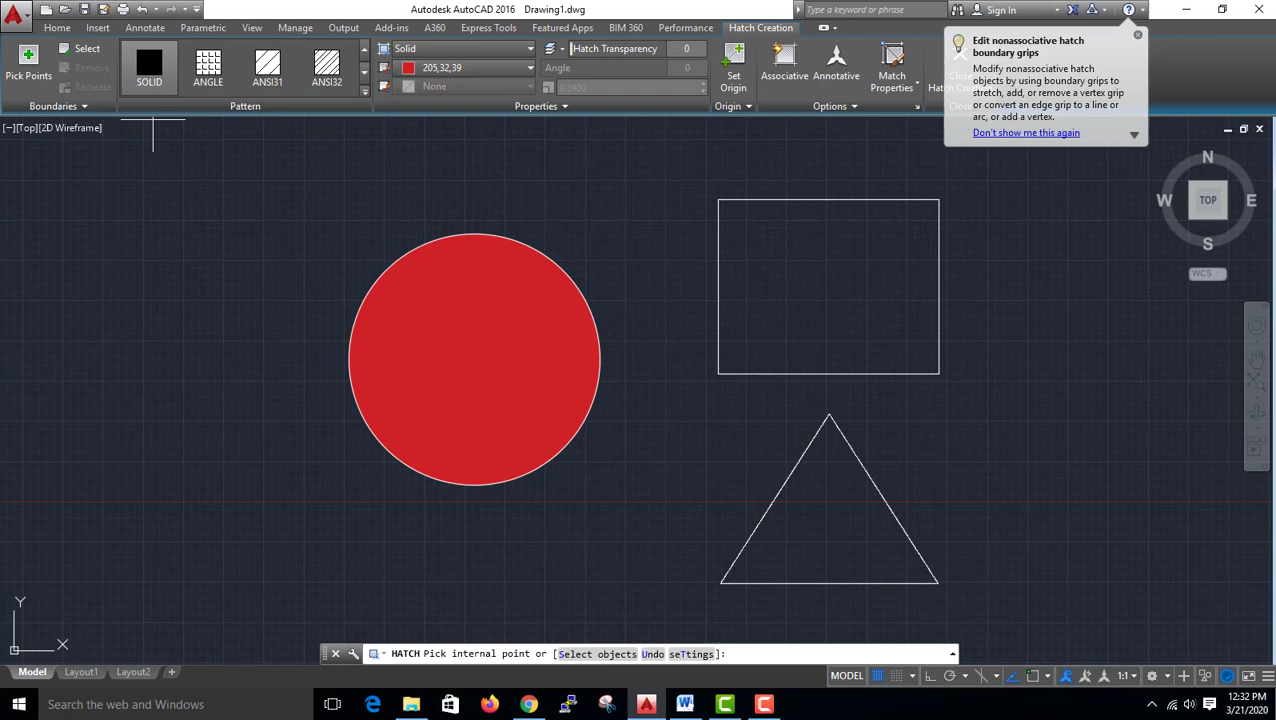 Autodesk AutoCAD 2016 Drawing1.dwg
Type a keyword or phrase
Sign In
Home Insert Annotate Parametric View Manage Output Add-ins A360 Express Tools Featured Apps BIM 360 Performance Hatch Creation
Pick Points
Select
Remove
Recreate
Boundaries
SOLID
ANGLE
ANSI31
ANSI32
Pattern
Solid
205,32,39
None
Hatch Transparency 0
Angle 0
Properties
Set
Origin
Origin
Associative
Annotative
Match
Properties
Options
Edit nonassociative hatch
boundary grips
Modify nonassociative hatch
objects by using boundary grips to
stretch, add, or remove a vertex grip
or convert an edge grip to a line or
arc, or add a vertex.
Don't show me this again
[−][Top][2D Wireframe]
N
W TOP E
S
WCS
Y
X
HATCH Pick internal point or [Select objects Undo seTtings]:
Model Layout1 Layout2 +
MODEL
1:1
Search the web and Windows
12:32 PM
3/21/2020